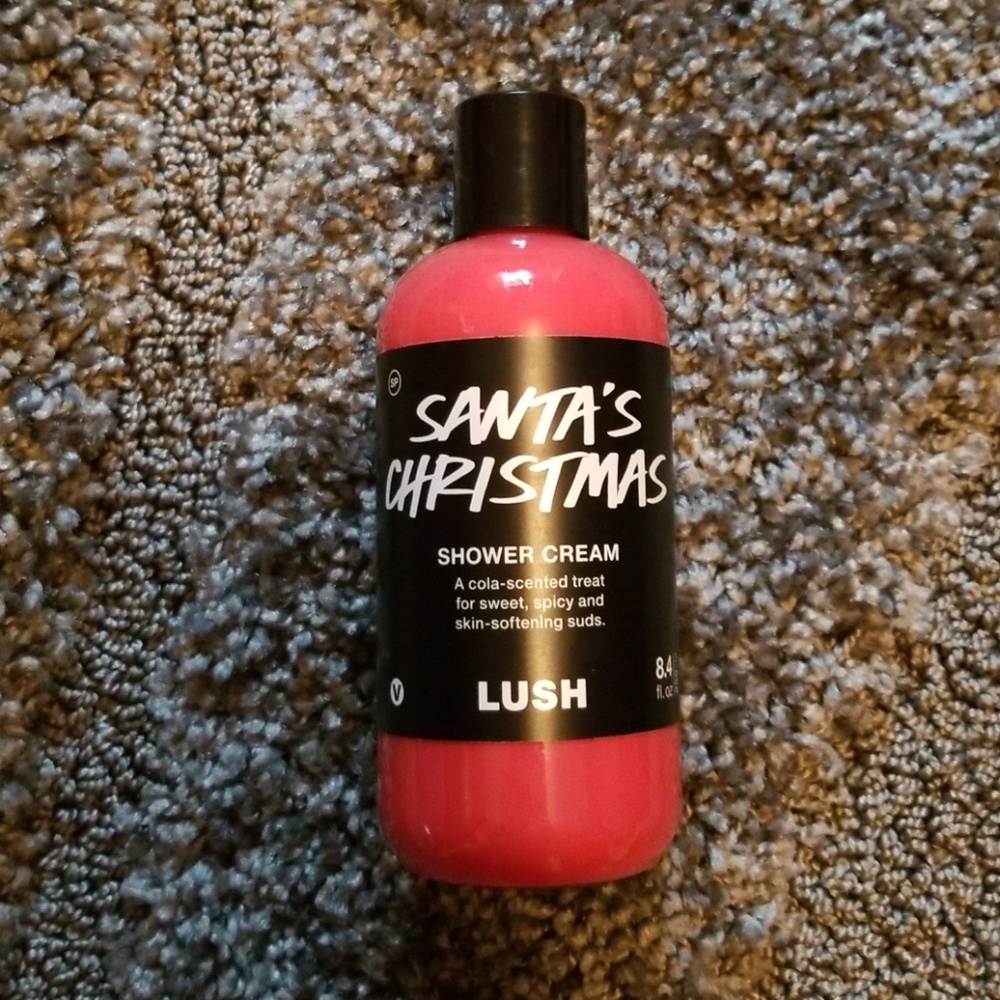 SP
SANTA'S
CHRISTMAS
SHOWER CREAM
A cola-scented treat
for sweet, spicy and
skin-softening suds.
V
LUSH
8.4
fl. oz